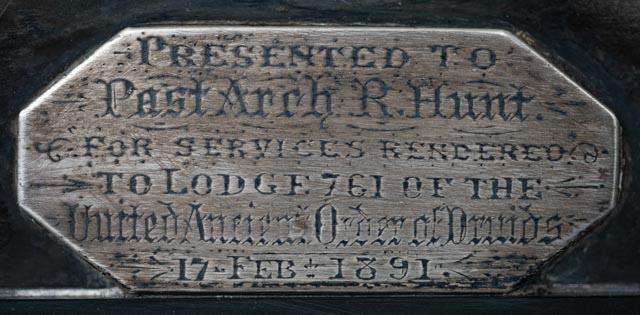 PRESENTED TO
Past Arch R. Hunt.
FOR SERVICES RENDERED
TO LODGE 761 OF THE
United Ancient Order of Druids
17-FEB-1891.